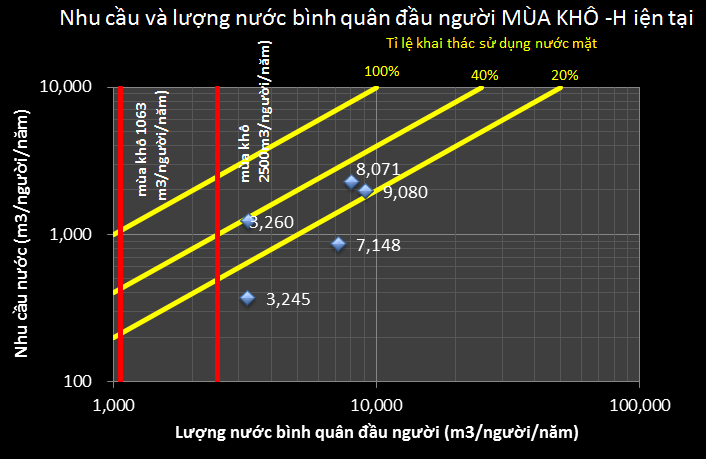 Nhu cầu và lượng nước bình quân đầu người MÙA KHÔ -H iện tại
Tỉ lệ khai thác sử dụng nước mặt
100%
40%
20%
10,000
1,000
100
Nhu cầu nước (m3/người/năm)
mùa khô 1063
m3/người/năm)
mùa khô
2500m3/người/năm)
8,071
9,080
3,260
7,148
3,245
1,000
10,000
100,000
Lượng nước bình quân đầu người (m3/người/năm)